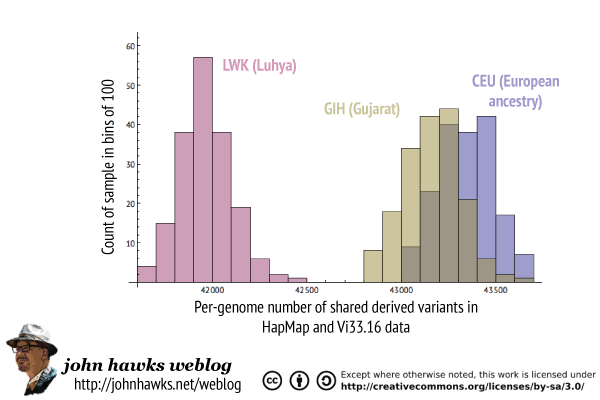 Count of sample in bins of 100
60
50
40
30
20
10
LWK (Luhya)
GIH (Gujarat)
CEU (European
ancestry)
42000
42500
43000
43500
Per-genome number of shared derived variants in
HapMap and Vi33.16 data
john hawks weblog
http://johnhawks.net/weblog
cc
Except where otherwise noted, this work is licensed under
http://creativecommons.org/licenses/by-sa/3.0/